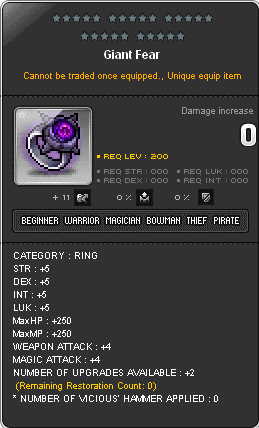 Giant Fear
Cannot be traded once equipped., Unique equip item
Damage increase
0
• REQ LEV : 200
• REQ STR : 000 • REQ LUK : 000
• REQ DEX : 000 • REQ INT : 000
+ 11 0 % 0 %
BEGINNER WARRIOR MAGICIAN BOWMAN THIEF PIRATE
CATEGORY : RING
STR : +5
DEX : +5
INT : +5
LUK : +5
MaxHP : +250
MaxMP : +250
WEAPON ATTACK : +4
MAGIC ATTACK : +4
NUMBER OF UPGRADES AVAILABLE : +2
(Remaining Restoration Count: 0)
* NUMBER OF 'VICIOUS' HAMMER APPLIED : 0